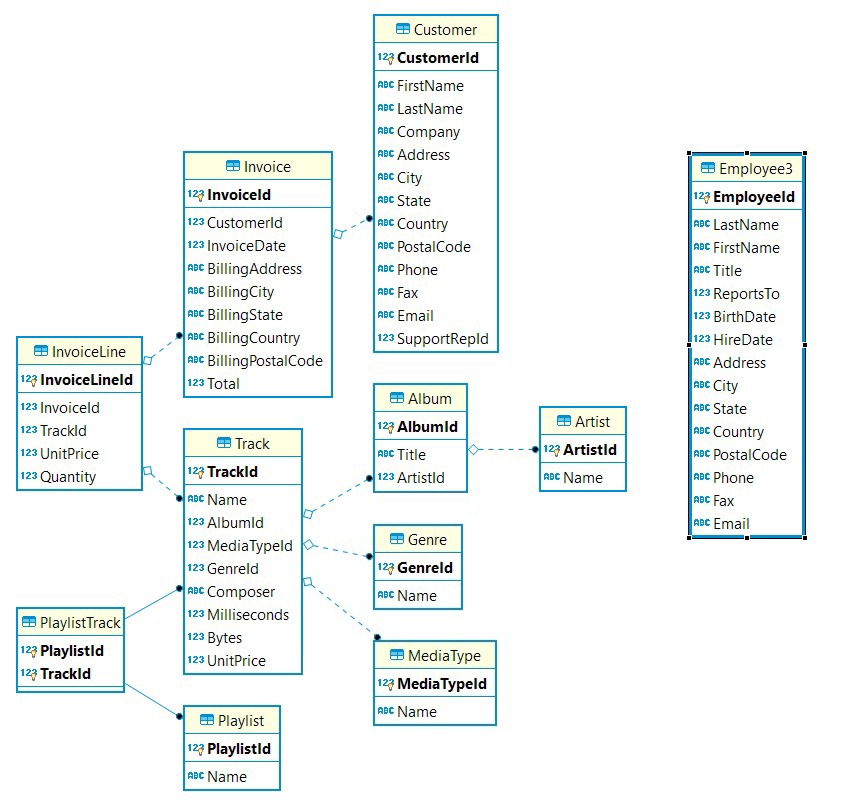 Customer
123 CustomerId
ABC FirstName
ABC LastName
ABC Company
ABC Address
ABC City
ABC State
ABC Country
ABC PostalCode
ABC Phone
ABC Fax
ABC Email
123 SupportRepId
Invoice
123 InvoiceId
123 CustomerId
123 InvoiceDate
ABC BillingAddress
ABC BillingCity
ABC BillingState
ABC BillingCountry
ABC BillingPostalCode
123 Total
Employee3
123 EmployeeId
ABC LastName
ABC FirstName
ABC Title
123 ReportsTo
123 BirthDate
123 HireDate
ABC Address
ABC City
ABC State
ABC Country
ABC PostalCode
ABC Phone
ABC Fax
ABC Email
InvoiceLine
123 InvoiceLineId
123 InvoiceId
123 TrackId
123 UnitPrice
123 Quantity
Track
123 TrackId
ABC Name
123 AlbumId
123 MediaTypeId
123 GenreId
ABC Composer
123 Milliseconds
123 Bytes
123 UnitPrice
Album
123 AlbumId
ABC Title
123 ArtistId
Artist
123 ArtistId
ABC Name
Genre
123 GenreId
ABC Name
PlaylistTrack
123 PlaylistId
123 TrackId
MediaType
123 MediaTypeId
ABC Name
Playlist
123 PlaylistId
ABC Name